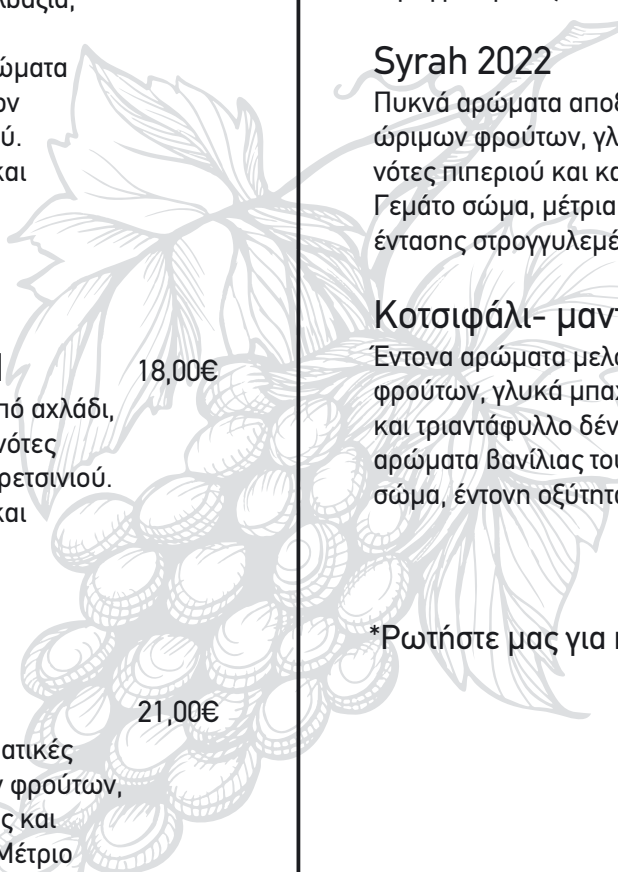 ώματα
ον
ύ.
και
18,00€
πό αχλάδι,
νότες
ρετσινιού.
και
21,00€
ατικές
ν φρούτων,
ς και
Μέτριο
Syrah 2022
Πυκνά αρώματα αποξ
ώριμων φρούτων, γλ
νότες πιπεριού και κα
Γεμάτο σώμα, μέτρια
έντασης στρογγυλεμέ
Κοτσιφάλι- μαντ
Έντονα αρώματα μελα
φρούτων, γλυκά μπαχ
και τριαντάφυλλο δέν
αρώματα βανίλιας του
σώμα, έντονη οξύτητα
*Ρωτήστε μας για